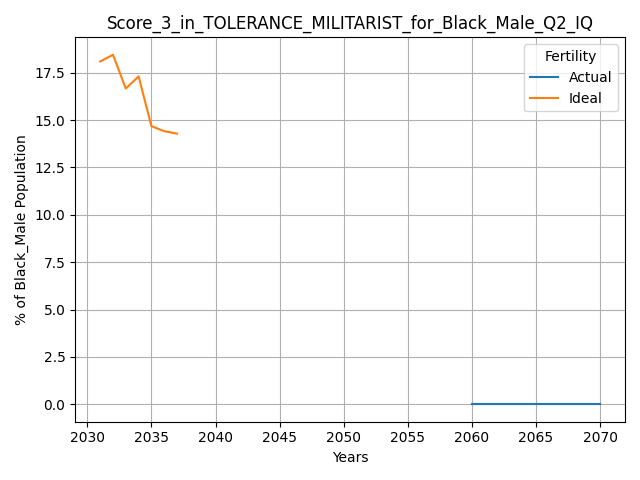 Score_3_in_TOLERANCE_MILITARIST_for_Black_Male_Q2_IQ
Fertility
Actual
Ideal
% of Black_Male Population
17.5
15.0
12.5
10.0
7.5
5.0
2.5
0.0
2030 2035 2040 2045 2050 2055 2060 2065 2070
Years